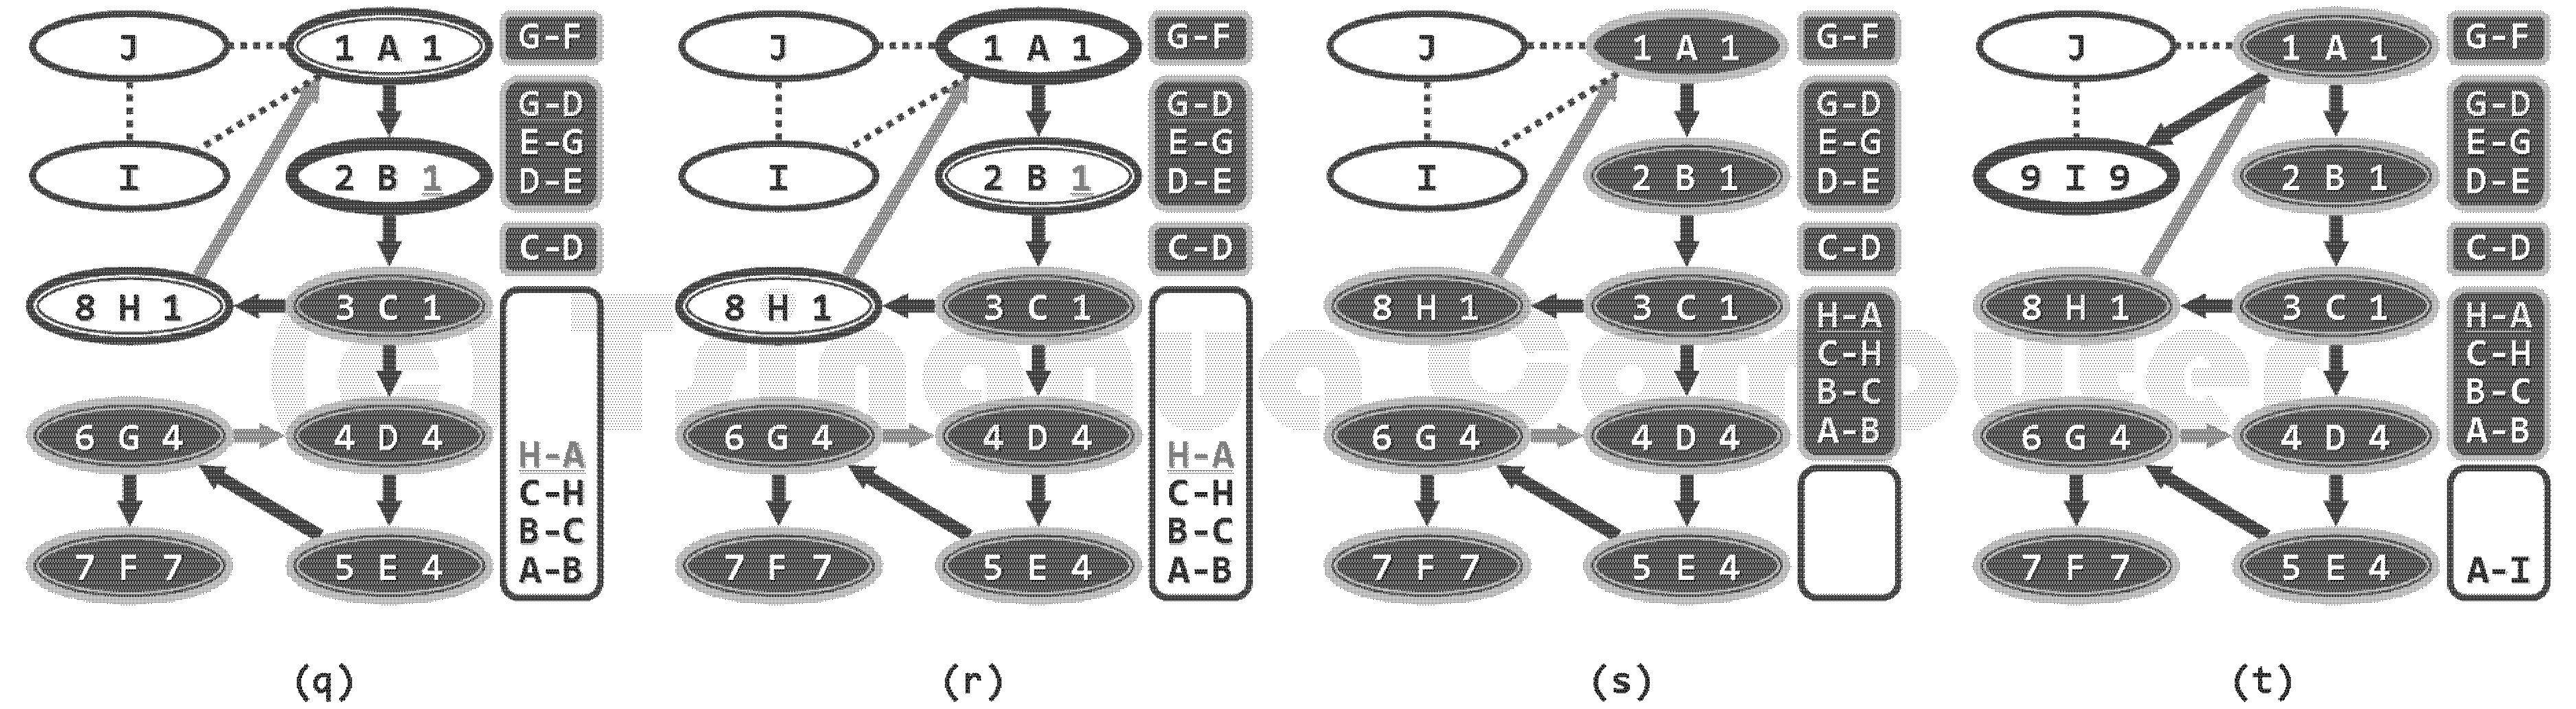 J 1 A 1 G-F
G-D
E-G
I 2 B 1 D-E
C-D
8 H 1 3 C 1
6 G 4 4 D 4 H-A
C-H
B-C
7 F 7 5 E 4 A-B
(q)
J 1 A 1 G-F
G-D
E-G
I 2 B 1 D-E
C-D
8 H 1 3 C 1
6 G 4 4 D 4 H-A
C-H
B-C
7 F 7 5 E 4 A-B
(r)
J 1 A 1 G-F
G-D
E-G
I 2 B 1 D-E
C-D
8 H 1 3 C 1 H-A
C-H
B-C
6 G 4 4 D 4 A-B
7 F 7 5 E 4
(s)
J 1 A 1 G-F
G-D
E-G
9 I 9 2 B 1 D-E
C-D
8 H 1 3 C 1 H-A
C-H
B-C
6 G 4 4 D 4 A-B
7 F 7 5 E 4 A-I
(t)
(c) Tsinghua Computer